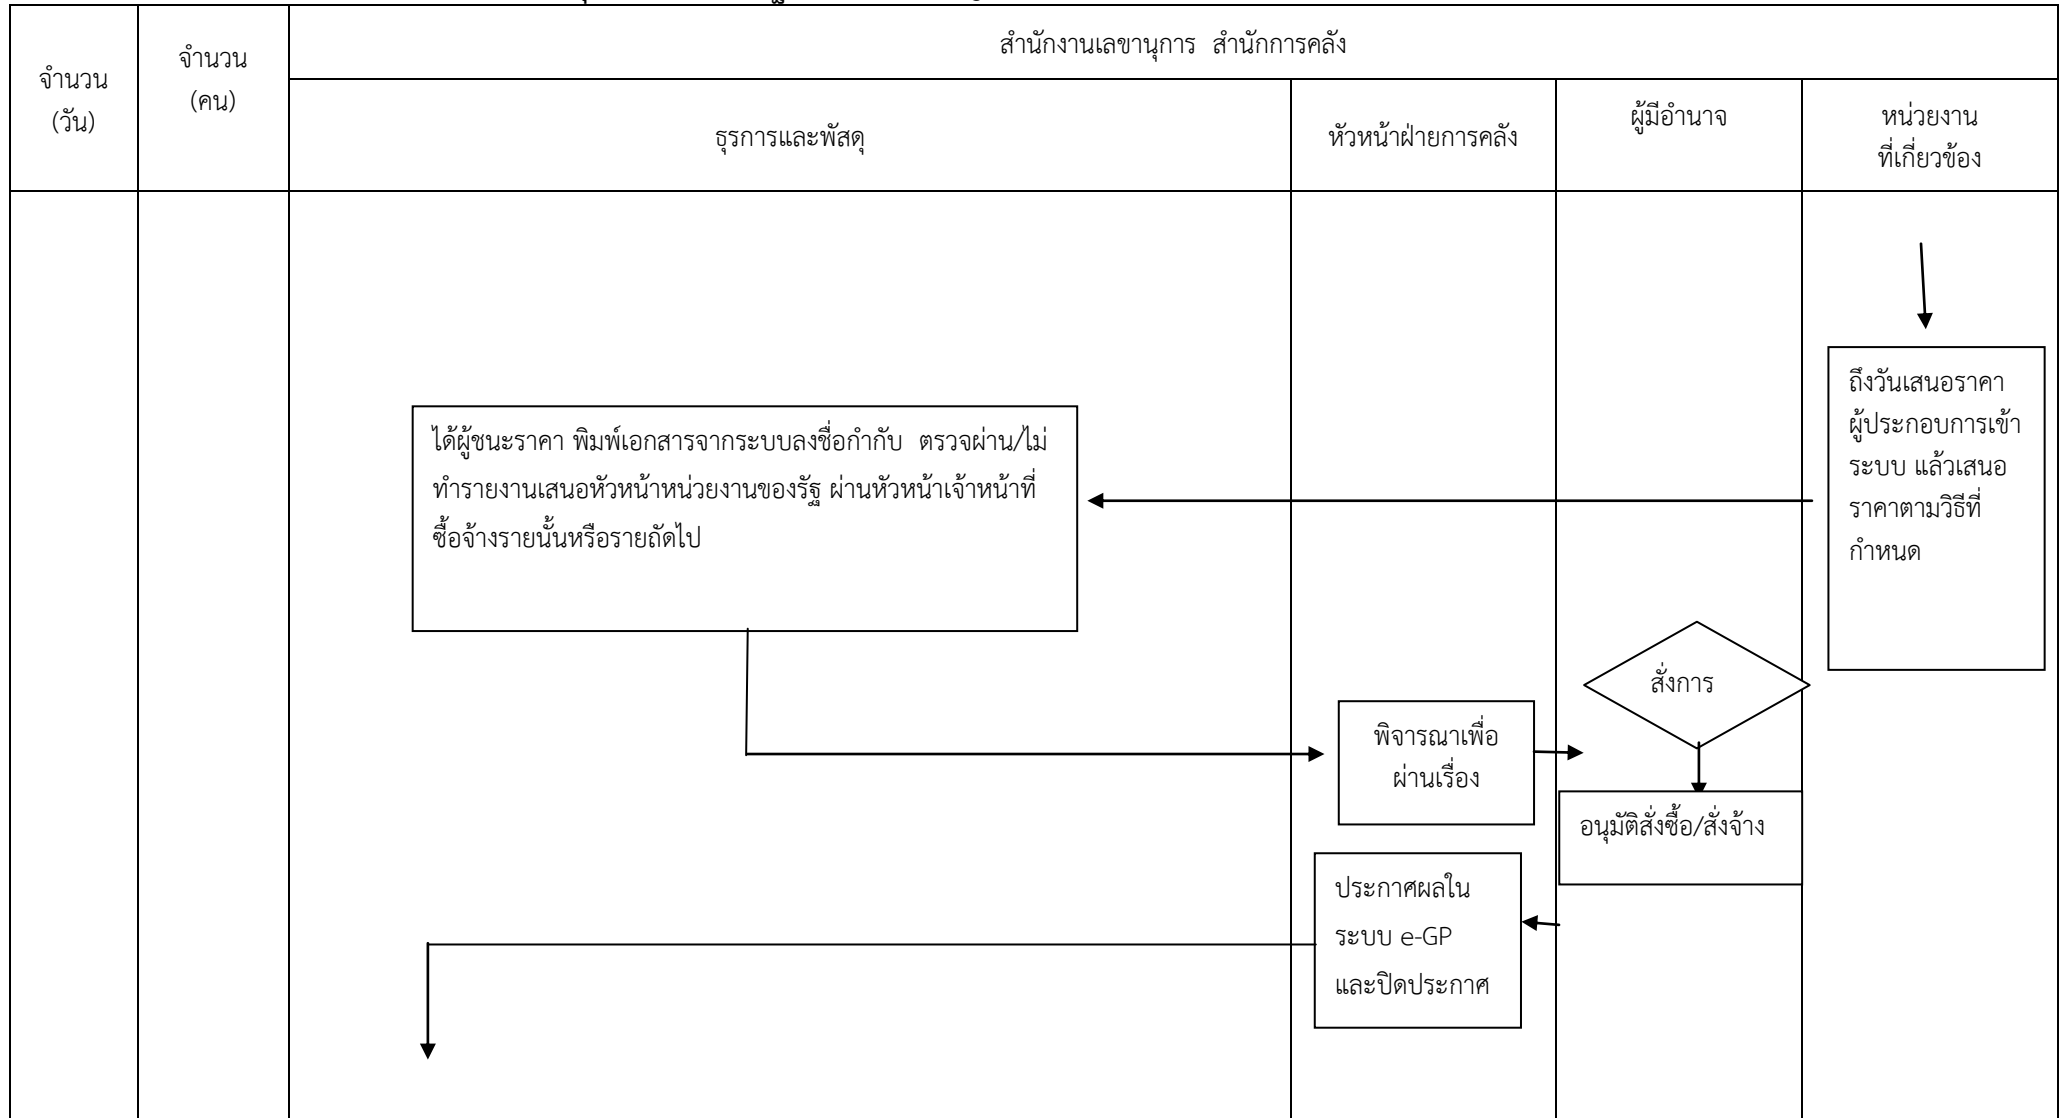 จำนวน
(วัน)
จำนวน
(คน)
สำนักงานเลขานุการ สำนักการคลัง
ธุรการและพัสดุ
หัวหน้าฝ่ายการคลัง
ผู้มีอำนาจ
หน่วยงาน
ที่เกี่ยวข้อง
ถึงวันเสนอราคา
ผู้ประกอบการเข้า
ระบบ แล้วเสนอ
ราคาตามวิธีที่
กำหนด
ได้ผู้ชนะราคา พิมพ์เอกสารจากระบบลงชื่อกำกับ ตรวจผ่าน/ไม่
ทำรายงานเสนอหัวหน้าหน่วยงานของรัฐ ผ่านหัวหน้าเจ้าหน้าที่
ซื้อจ้างรายนั้นหรือรายถัดไป
สั่งการ
พิจารณาเพื่อ
ผ่านเรื่อง
อนุมัติสั่งซื้อ/สั่งจ้าง
ประกาศผลใน
ระบบ e-GP
และปิดประกาศ